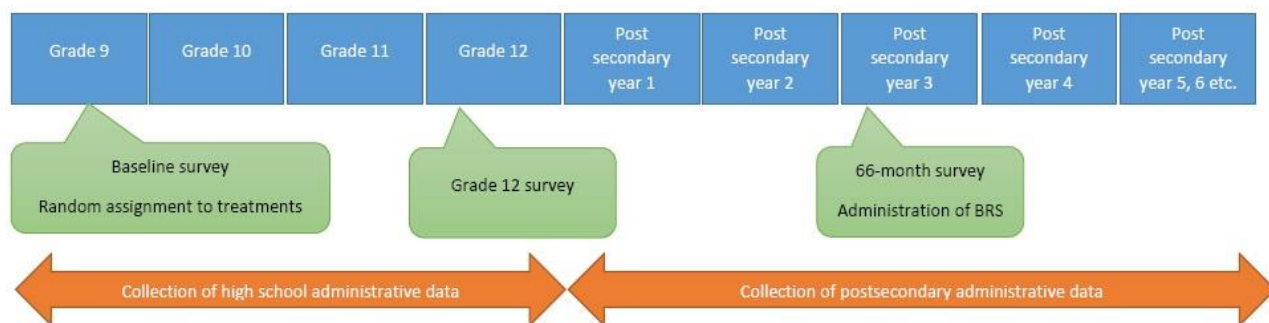 Grade 9
Grade 10
Grade 11
Grade 12
Post
secondary
year 1
Post
secondary
year 2
Post
secondary
year 3
Post
secondary
year 4
Post
secondary
year 5, 6 etc.
Baseline survey
Random assignment to treatments
Grade 12 survey
66-month survey
Administration of BRS
Collection of high school administrative data
Collection of postsecondary administrative data